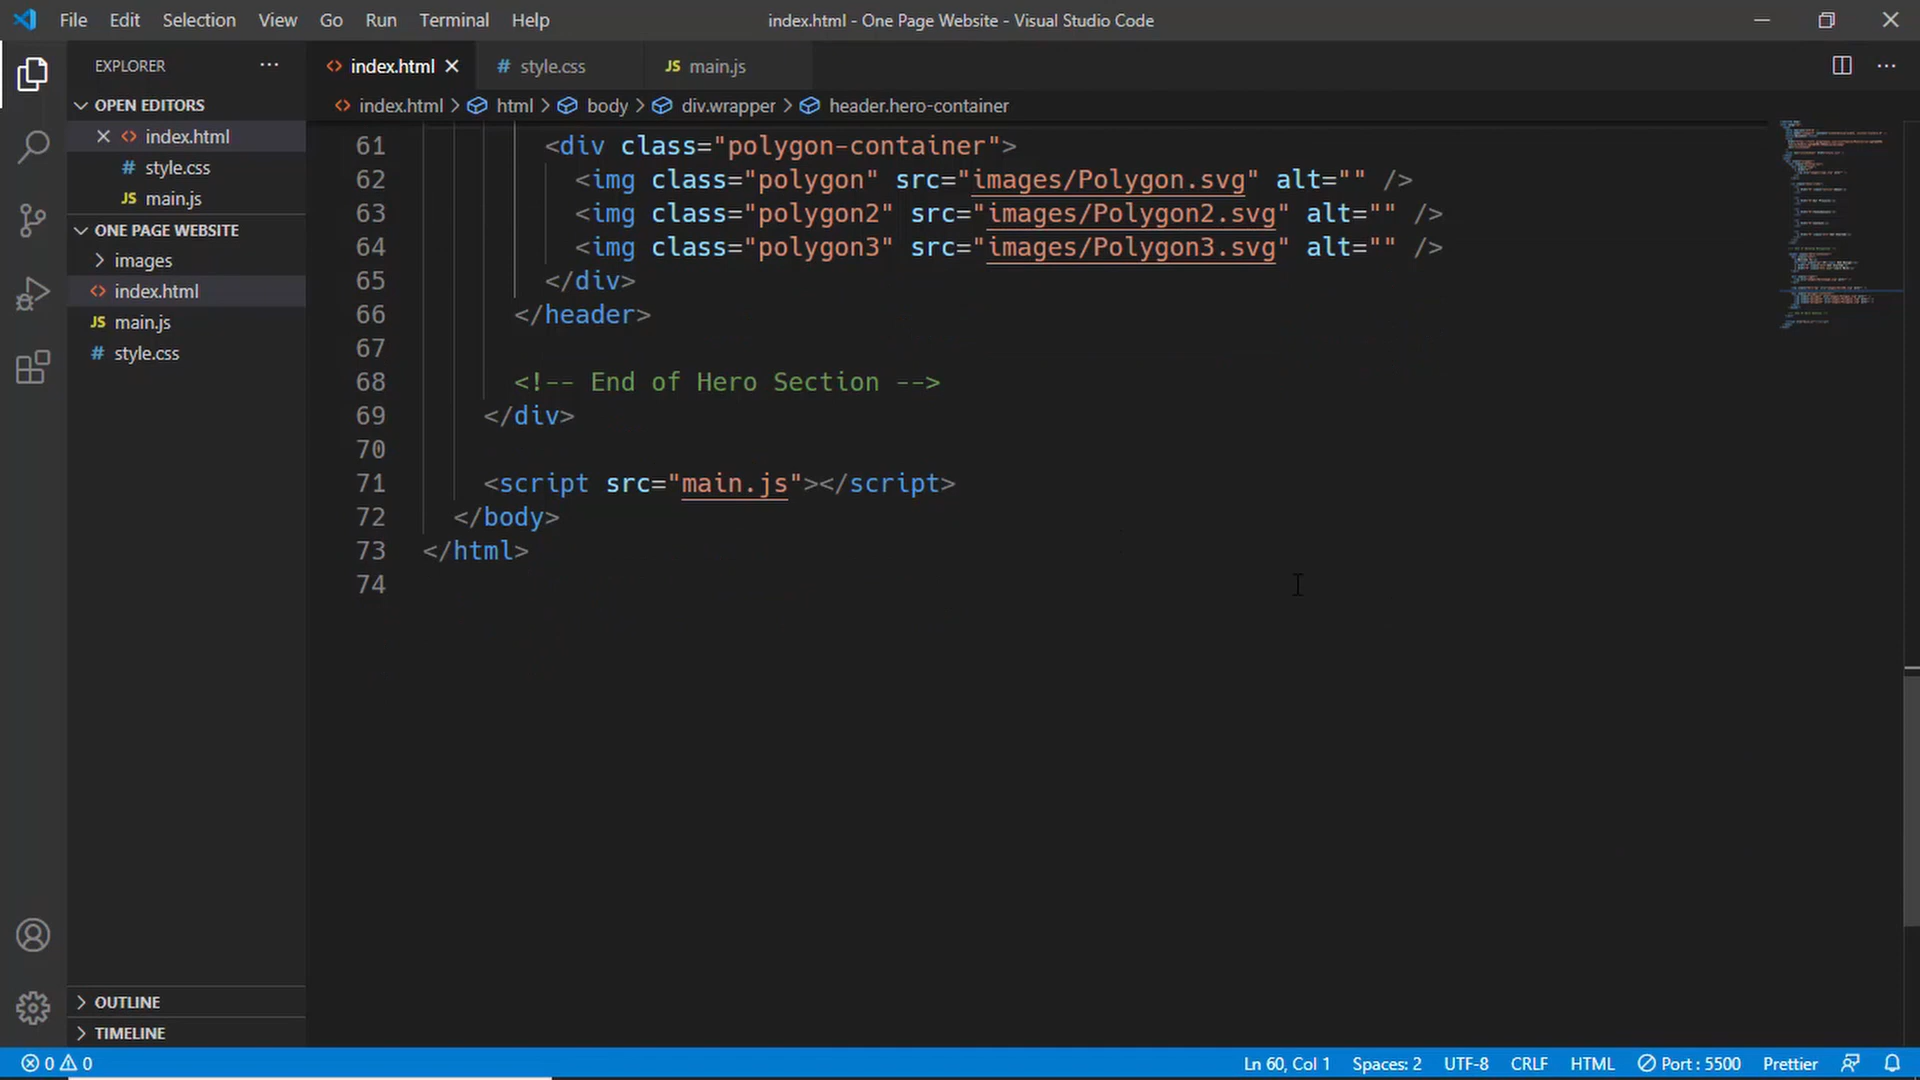 File Edit Selection View Go Run Terminal Help
index.html - One Page Website - Visual Studio Code
EXPLORER
OPEN EDITORS
index.html
# style.css
JS main.js
ONE PAGE WEBSITE
images
index.html
JS main.js
# style.css
OUTLINE
TIMELINE
index.html
# style.css
JS main.js
index.html > html > body > div.wrapper > header.hero-container
61 <div class="polygon-container">
62 <img class="polygon" src="images/Polygon.svg" alt="" />
63 <img class="polygon2" src="images/Polygon2.svg" alt="" />
64 <img class="polygon3" src="images/Polygon3.svg" alt="" />
65 </div>
66 </header>
67
68 <!-- End of Hero Section -->
69 </div>
70
71 <script src="main.js"></script>
72 </body>
73 </html>
74
0 0
Ln 60, Col 1 Spaces: 2 UTF-8 CRLF HTML Port : 5500 Prettier